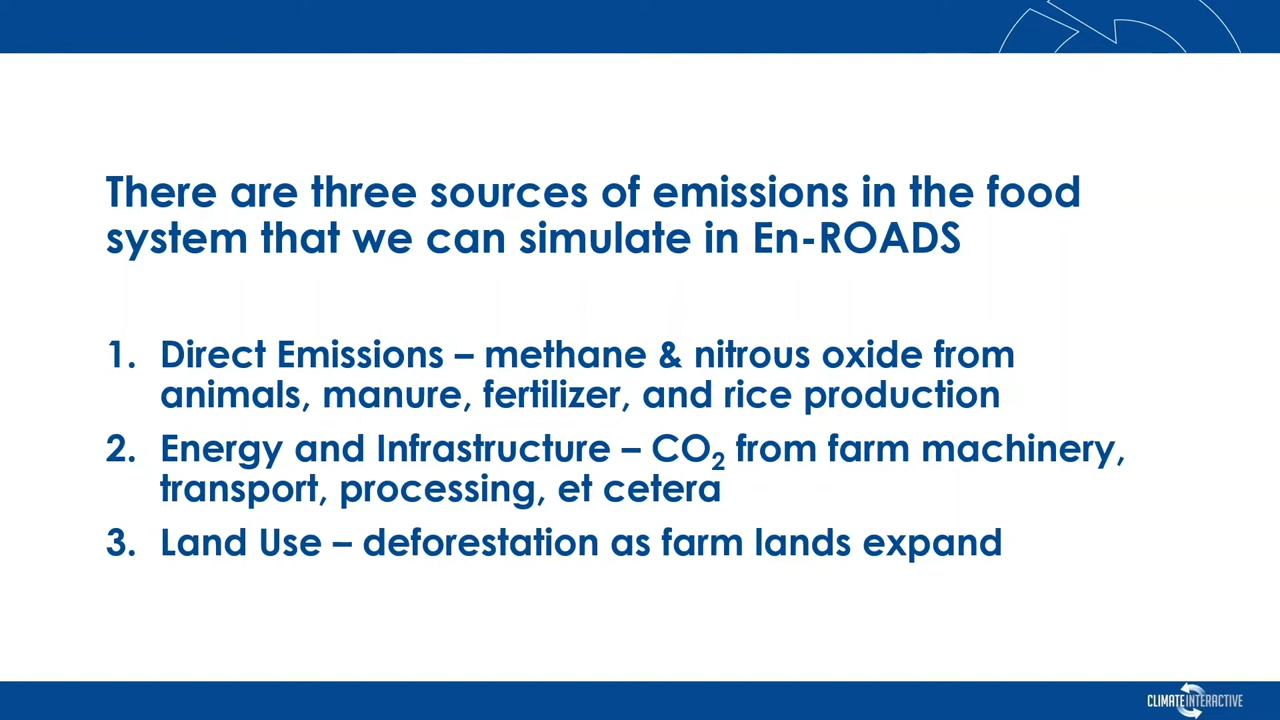 There are three sources of emissions in the food
system that we can simulate in En-ROADS
1. Direct Emissions – methane & nitrous oxide from
animals, manure, fertilizer, and rice production
2. Energy and Infrastructure – CO₂ from farm machinery,
transport, processing, et cetera
3. Land Use – deforestation as farm lands expand
CLIMATE INTERACTIVE